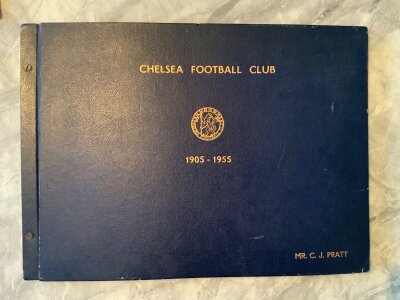 CHELSEA FOOTBALL CLUB
1905 - 1955
MR. C. J. PRATT